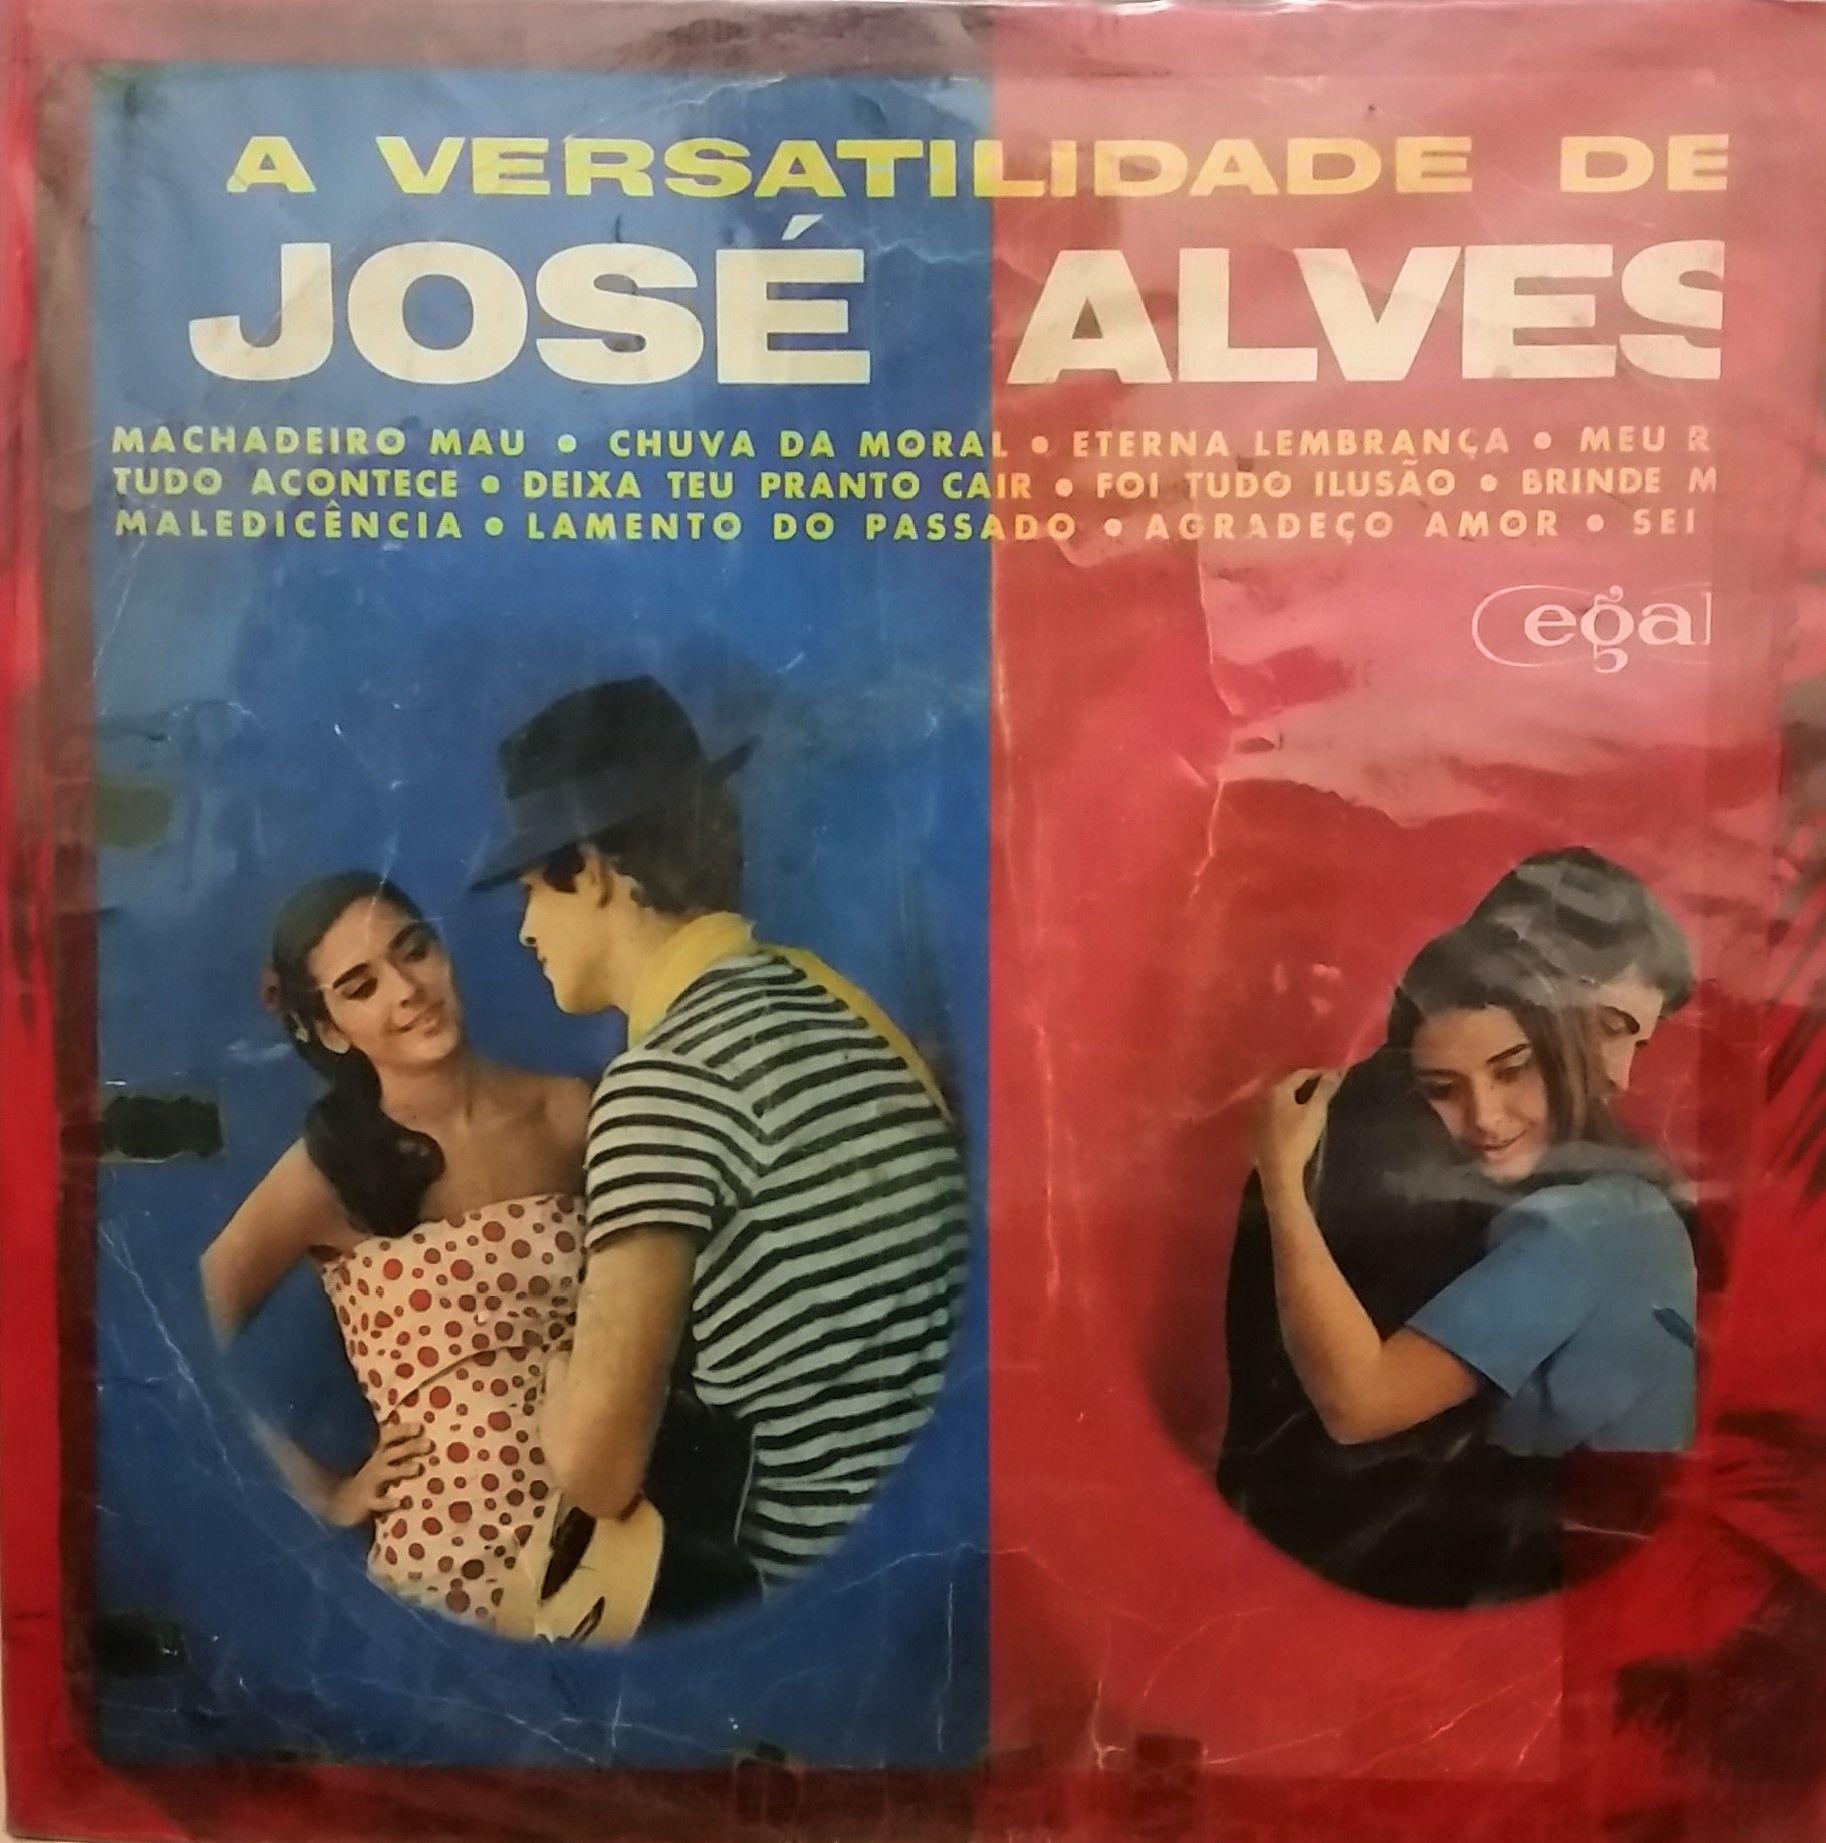 A VERSATILIDADE DE
JOSÉ ALVES
MACHADEIRO MAU • CHUVA DA MORAL • ETERNA LEMBRANÇA • MEU R
TUDO ACONTECE • DEIXA TEU PRANTO CAIR • FOI TUDO ILUSÃO • BRINDE M
MALEDICÊNCIA • LAMENTO DO PASSADO • AGRADEÇO AMOR • SEI
egal